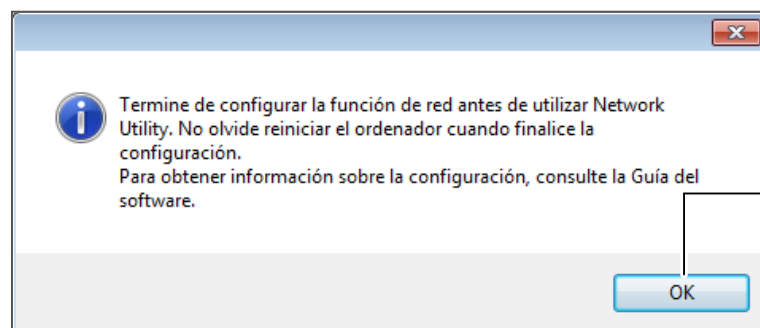 Termine de configurar la función de red antes de utilizar Network
Utility. No olvide reiniciar el ordenador cuando finalice la
configuración.
Para obtener información sobre la configuración, consulte la Guía del
software.
OK